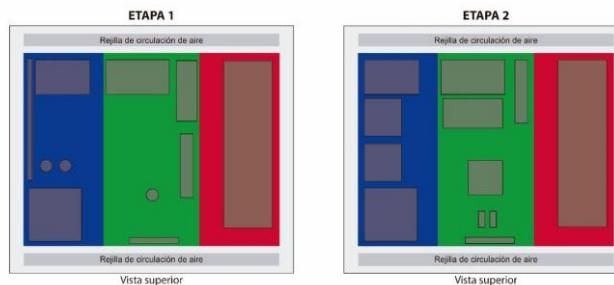 ETAPA 1
Rejilla de circulación de aire
Rejilla de circulación de aire
Vista superior
ETAPA 2
Rejilla de circulación de aire
Rejilla de circulación de aire
Vista superior